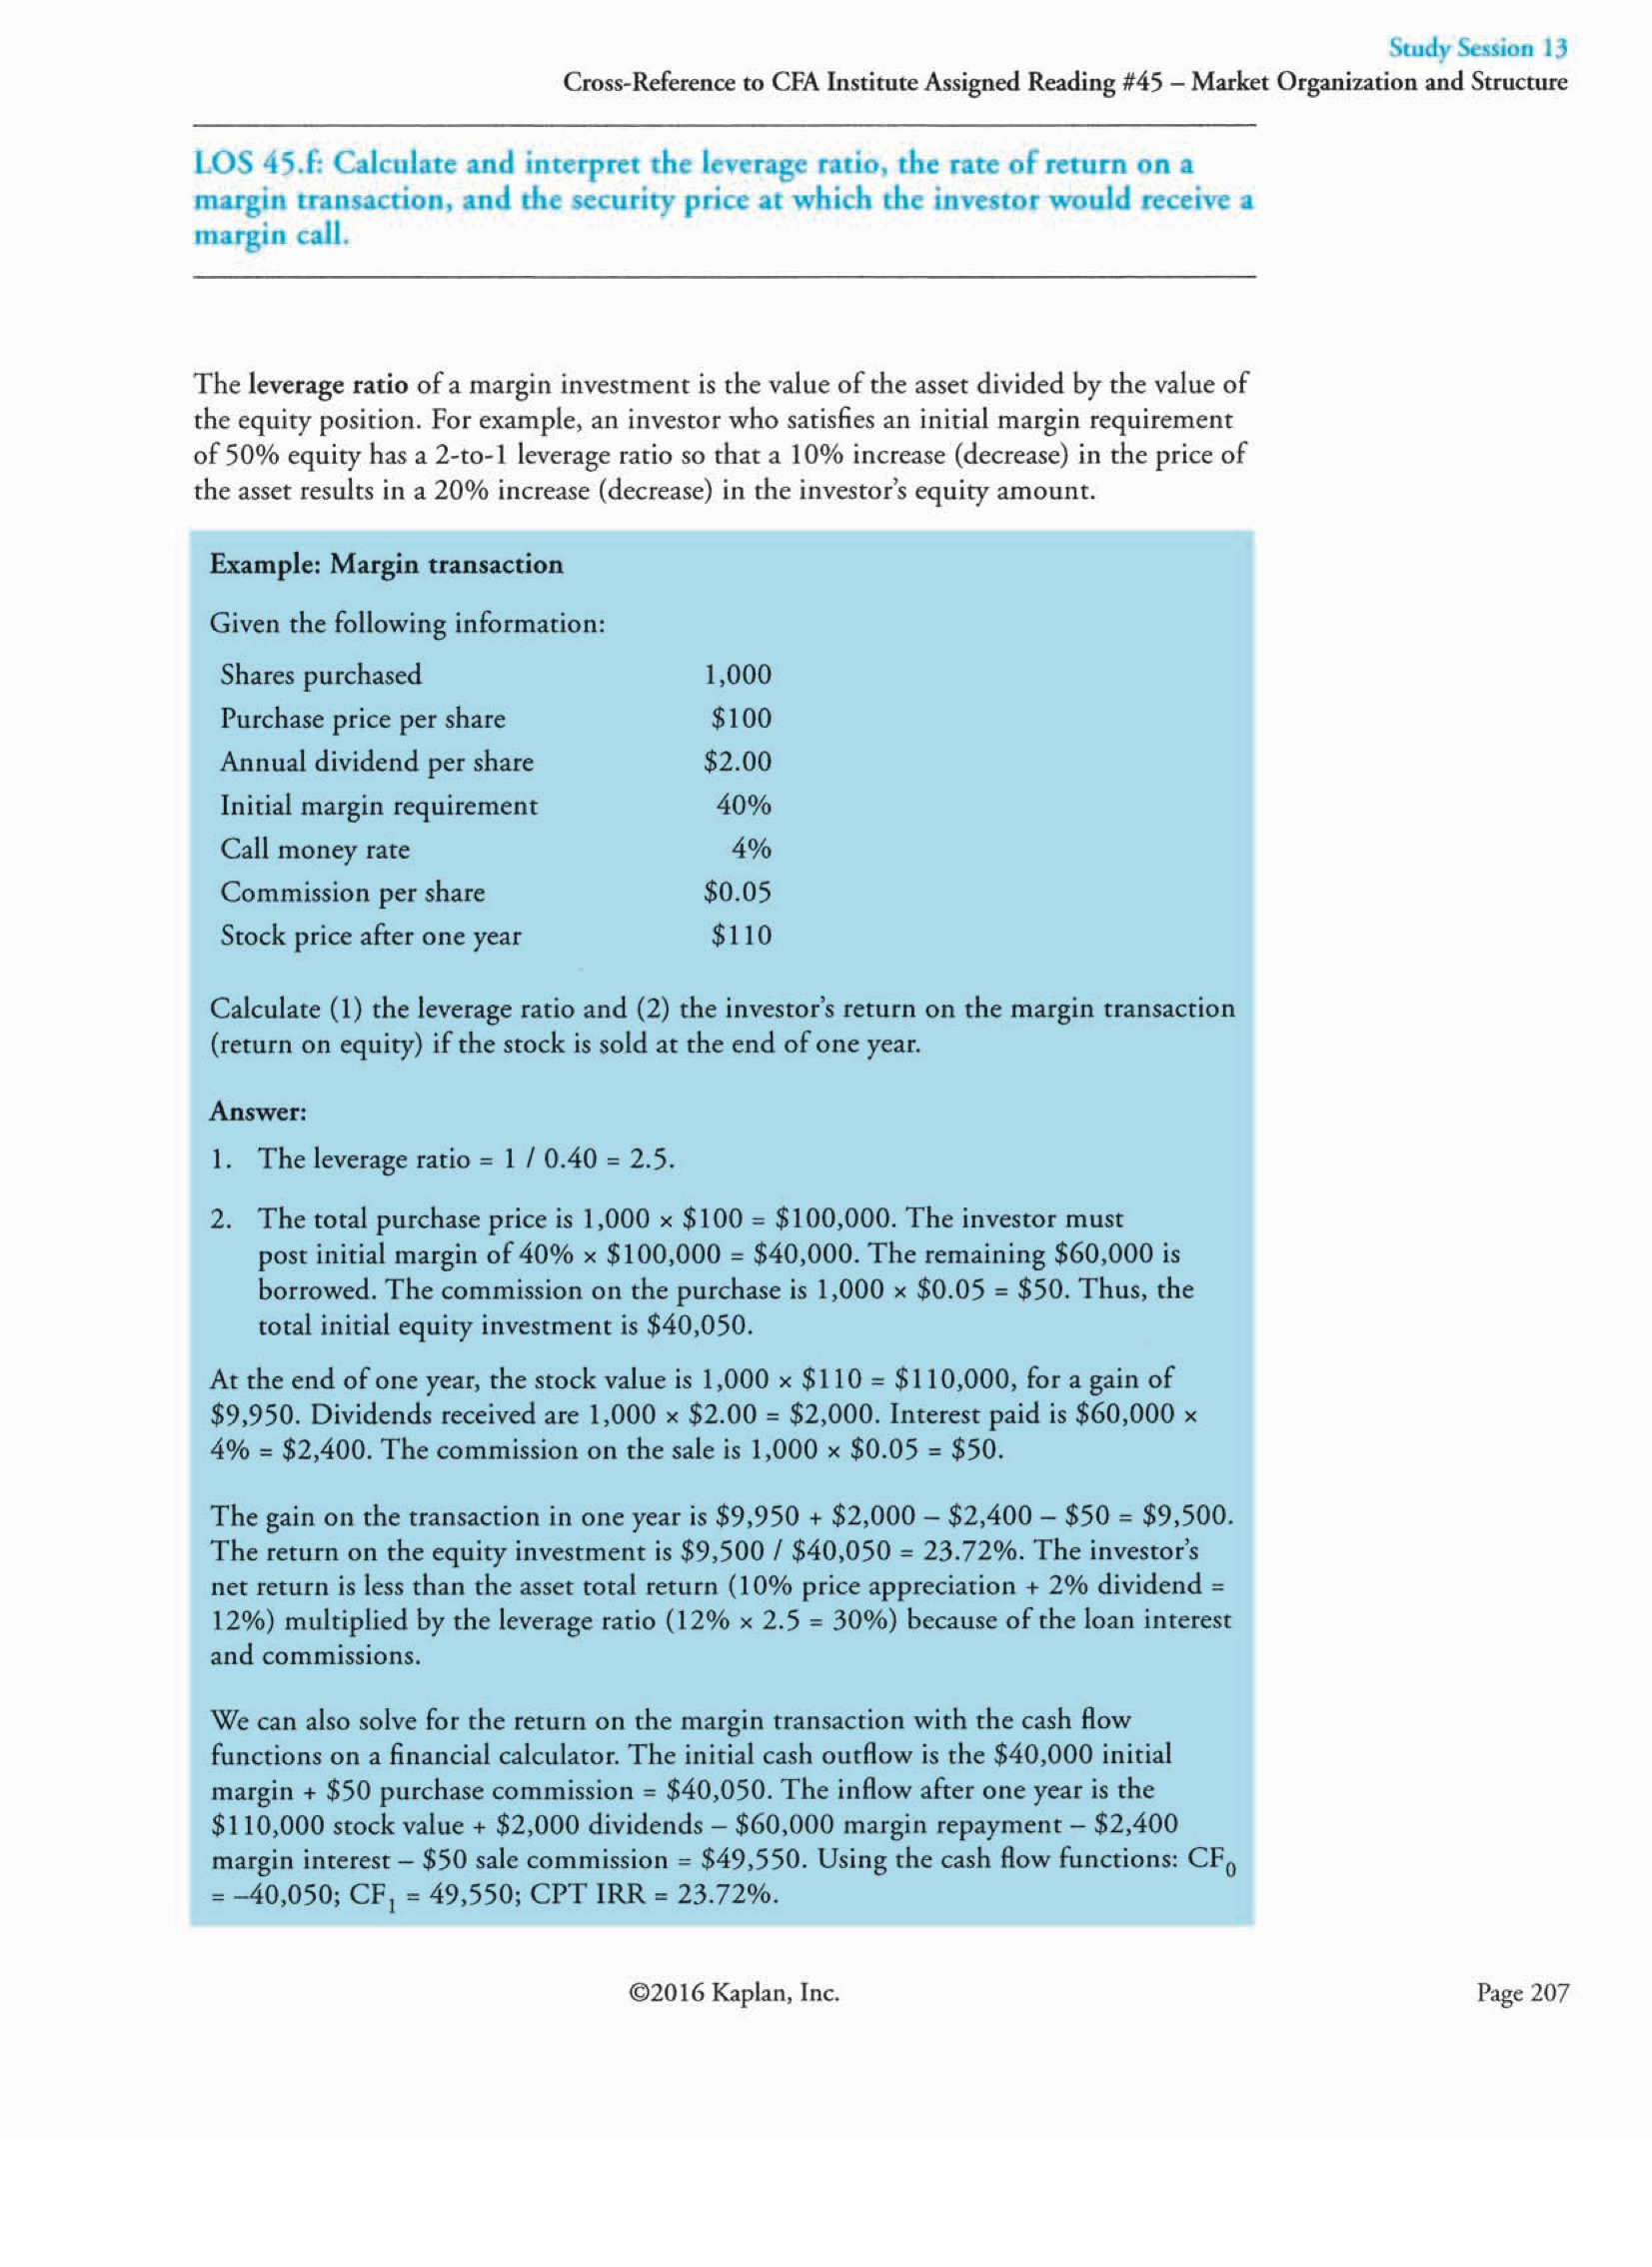 Study Session 13
Cross-Reference to CFA Institute Assigned Reading #45 – Market Organization and Structure
LOS 45.f: Calculate and interpret the leverage ratio, the rate of return on a
margin transaction, and the security price at which the investor would receive a
margin call.
The leverage ratio of a margin investment is the value of the asset divided by the value of
the equity position. For example, an investor who satisfies an initial margin requirement
of 50% equity has a 2-to-1 leverage ratio so that a 10% increase (decrease) in the price of
the asset results in a 20% increase (decrease) in the investor's equity amount.
Example: Margin transaction
Given the following information:
Shares purchased 1,000
Purchase price per share $100
Annual dividend per share $2.00
Initial margin requirement 40%
Call money rate 4%
Commission per share $0.05
Stock price after one year $110
Calculate (1) the leverage ratio and (2) the investor's return on the margin transaction
(return on equity) if the stock is sold at the end of one year.
Answer:
1. The leverage ratio = 1 / 0.40 = 2.5.
2. The total purchase price is 1,000 × $100 = $100,000. The investor must
post initial margin of 40% × $100,000 = $40,000. The remaining $60,000 is
borrowed. The commission on the purchase is 1,000 × $0.05 = $50. Thus, the
total initial equity investment is $40,050.
At the end of one year, the stock value is 1,000 × $110 = $110,000, for a gain of
$9,950. Dividends received are 1,000 × $2.00 = $2,000. Interest paid is $60,000 ×
4% = $2,400. The commission on the sale is 1,000 × $0.05 = $50.
The gain on the transaction in one year is $9,950 + $2,000 – $2,400 – $50 = $9,500.
The return on the equity investment is $9,500 / $40,050 = 23.72%. The investor's
net return is less than the asset total return (10% price appreciation + 2% dividend =
12%) multiplied by the leverage ratio (12% × 2.5 = 30%) because of the loan interest
and commissions.
We can also solve for the return on the margin transaction with the cash flow
functions on a financial calculator. The initial cash outflow is the $40,000 initial
margin + $50 purchase commission = $40,050. The inflow after one year is the
$110,000 stock value + $2,000 dividends – $60,000 margin repayment – $2,400
margin interest – $50 sale commission = $49,550. Using the cash flow functions: CF₀
= –40,050; CF₁ = 49,550; CPT IRR = 23.72%.
©2016 Kaplan, Inc.
Page 207